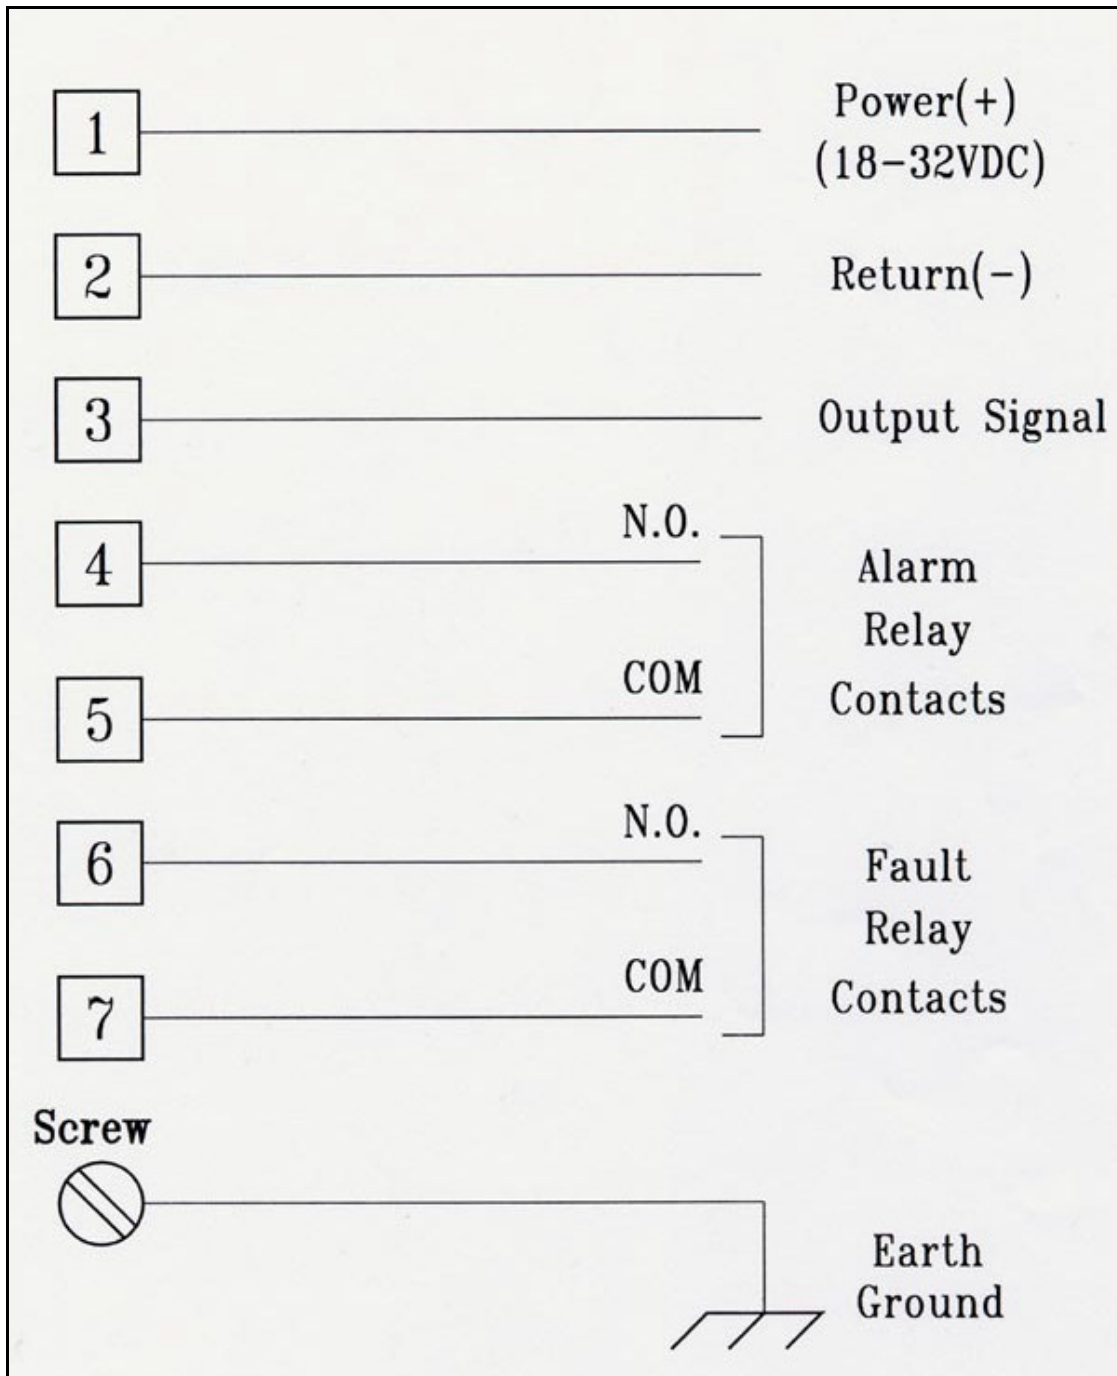 1
Power(+)
(18-32VDC)
2
Return(-)
3
Output Signal
4
N.O.
Alarm
Relay
Contacts
5
COM
6
N.O.
Fault
Relay
Contacts
7
COM
Screw
Earth
Ground